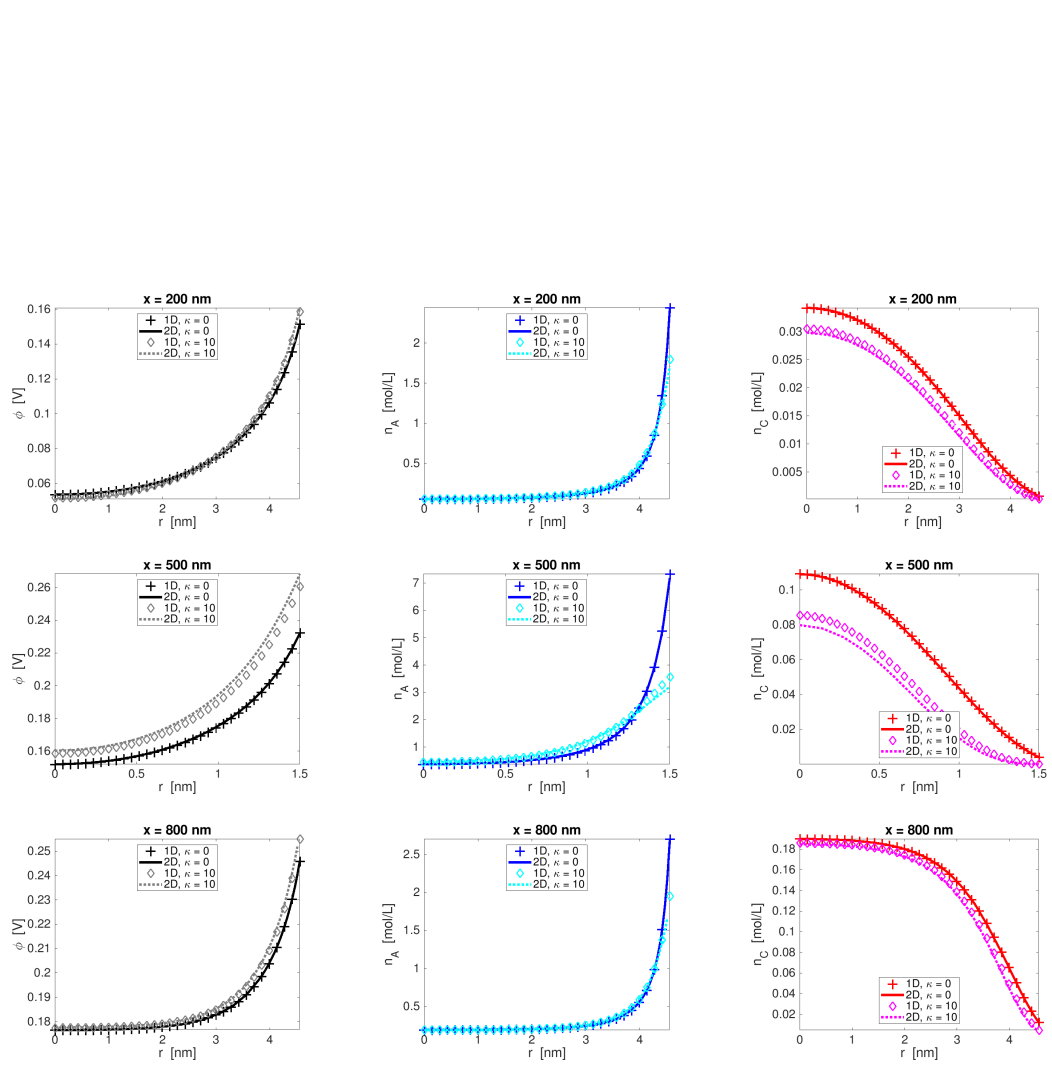 x = 200 nm
0.16
0.14
0.12
0.1
0.08
0.06
ϕ [V]
1D, κ = 0
2D, κ = 0
1D, κ = 10
2D, κ = 10
0 1 2 3 4
r [nm]
x = 200 nm
2
1.5
1
0.5
n_A [mol/L]
1D, κ = 0
2D, κ = 0
1D, κ = 10
2D, κ = 10
0 1 2 3 4
r [nm]
x = 200 nm
0.03
0.025
0.02
0.015
0.01
0.005
n_C [mol/L]
1D, κ = 0
2D, κ = 0
1D, κ = 10
2D, κ = 10
0 1 2 3 4
r [nm]
x = 500 nm
0.26
0.24
0.22
0.2
0.18
0.16
ϕ [V]
1D, κ = 0
2D, κ = 0
1D, κ = 10
2D, κ = 10
0 0.5 1 1.5
r [nm]
x = 500 nm
7
6
5
4
3
2
1
n_A [mol/L]
1D, κ = 0
2D, κ = 0
1D, κ = 10
2D, κ = 10
0 0.5 1 1.5
r [nm]
x = 500 nm
0.1
0.08
0.06
0.04
0.02
n_C [mol/L]
1D, κ = 0
2D, κ = 0
1D, κ = 10
2D, κ = 10
0 0.5 1 1.5
r [nm]
x = 800 nm
0.25
0.24
0.23
0.22
0.21
0.2
0.19
0.18
ϕ [V]
1D, κ = 0
2D, κ = 0
1D, κ = 10
2D, κ = 10
0 1 2 3 4
r [nm]
x = 800 nm
2.5
2
1.5
1
0.5
n_A [mol/L]
1D, κ = 0
2D, κ = 0
1D, κ = 10
2D, κ = 10
0 1 2 3 4
r [nm]
x = 800 nm
0.18
0.16
0.14
0.12
0.1
0.08
0.06
0.04
0.02
n_C [mol/L]
1D, κ = 0
2D, κ = 0
1D, κ = 10
2D, κ = 10
0 1 2 3 4
r [nm]